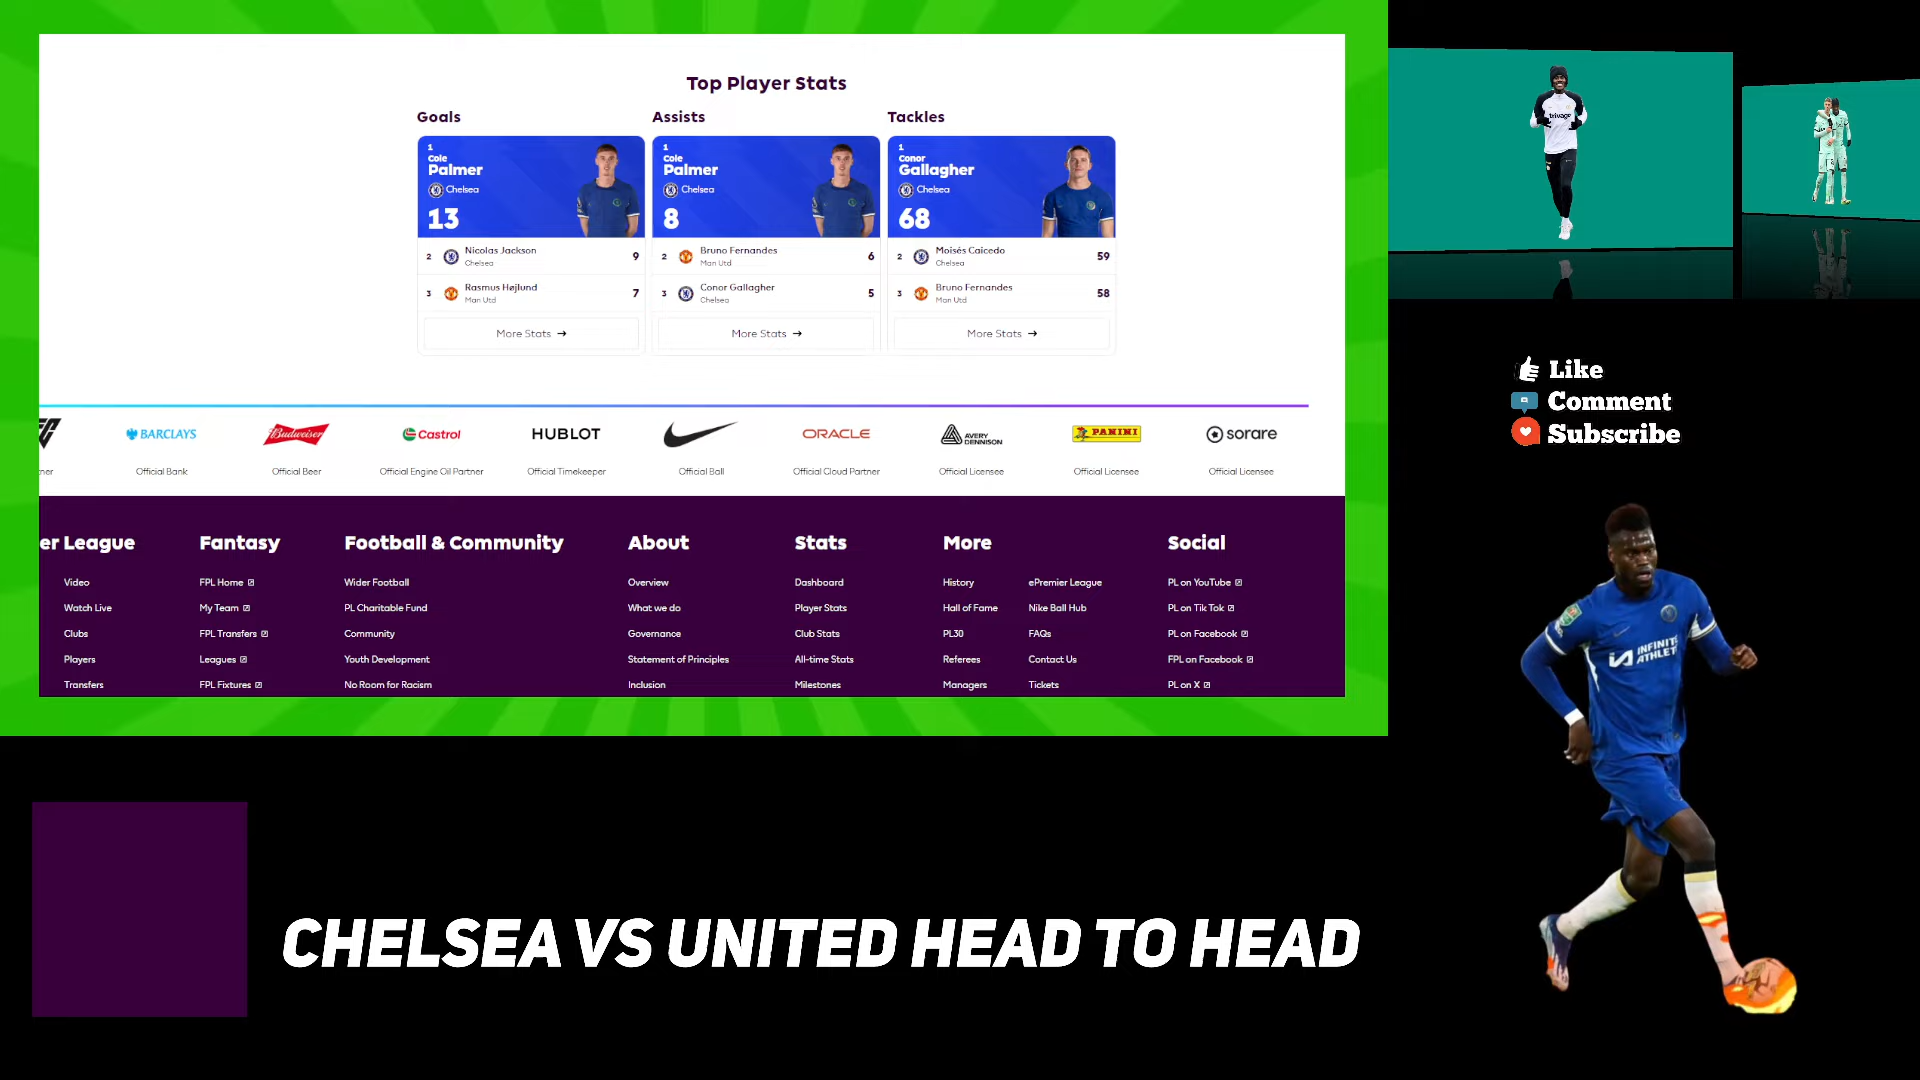 Top Player Stats
Goals
Assists
Tackles
1
Cole
Palmer
Chelsea
13
1
Cole
Palmer
Chelsea
8
1
Conor
Gallagher
Chelsea
68
2 Nicolas Jackson 9
Chelsea
3 Rasmus Højlund 7
Man Utd
More Stats →
2 Bruno Fernandes 6
Man Utd
3 Conor Gallagher 5
Chelsea
More Stats →
2 Moisés Caicedo 59
Chelsea
3 Bruno Fernandes 58
Man Utd
More Stats →
BARCLAYS
Budweiser
Castrol
HUBLOT
ORACLE
AVERY
DENNISON
PANINI
sorare
ner
Official Bank
Official Beer
Official Engine Oil Partner
Official Timekeeper
Official Ball
Official Cloud Partner
Official Licensee
Official Licensee
Official Licensee
er League
Video
Watch Live
Clubs
Players
Transfers
Fantasy
FPL Home
My Team
FPL Transfers
Leagues
FPL Fixtures
Football & Community
Wider Football
PL Charitable Fund
Community
Youth Development
No Room for Racism
About
Overview
What we do
Governance
Statement of Principles
Inclusion
Stats
Dashboard
Player Stats
Club Stats
All-time Stats
Milestones
More
History
Hall of Fame
PL30
Referees
Managers
ePremier League
Nike Ball Hub
FAQs
Contact Us
Tickets
Social
PL on YouTube
PL on Tik Tok
PL on Facebook
FPL on Facebook
PL on X
trivago
Like
Comment
Subscribe
INFINITE
ATHLETE
CHELSEA VS UNITED HEAD TO HEAD